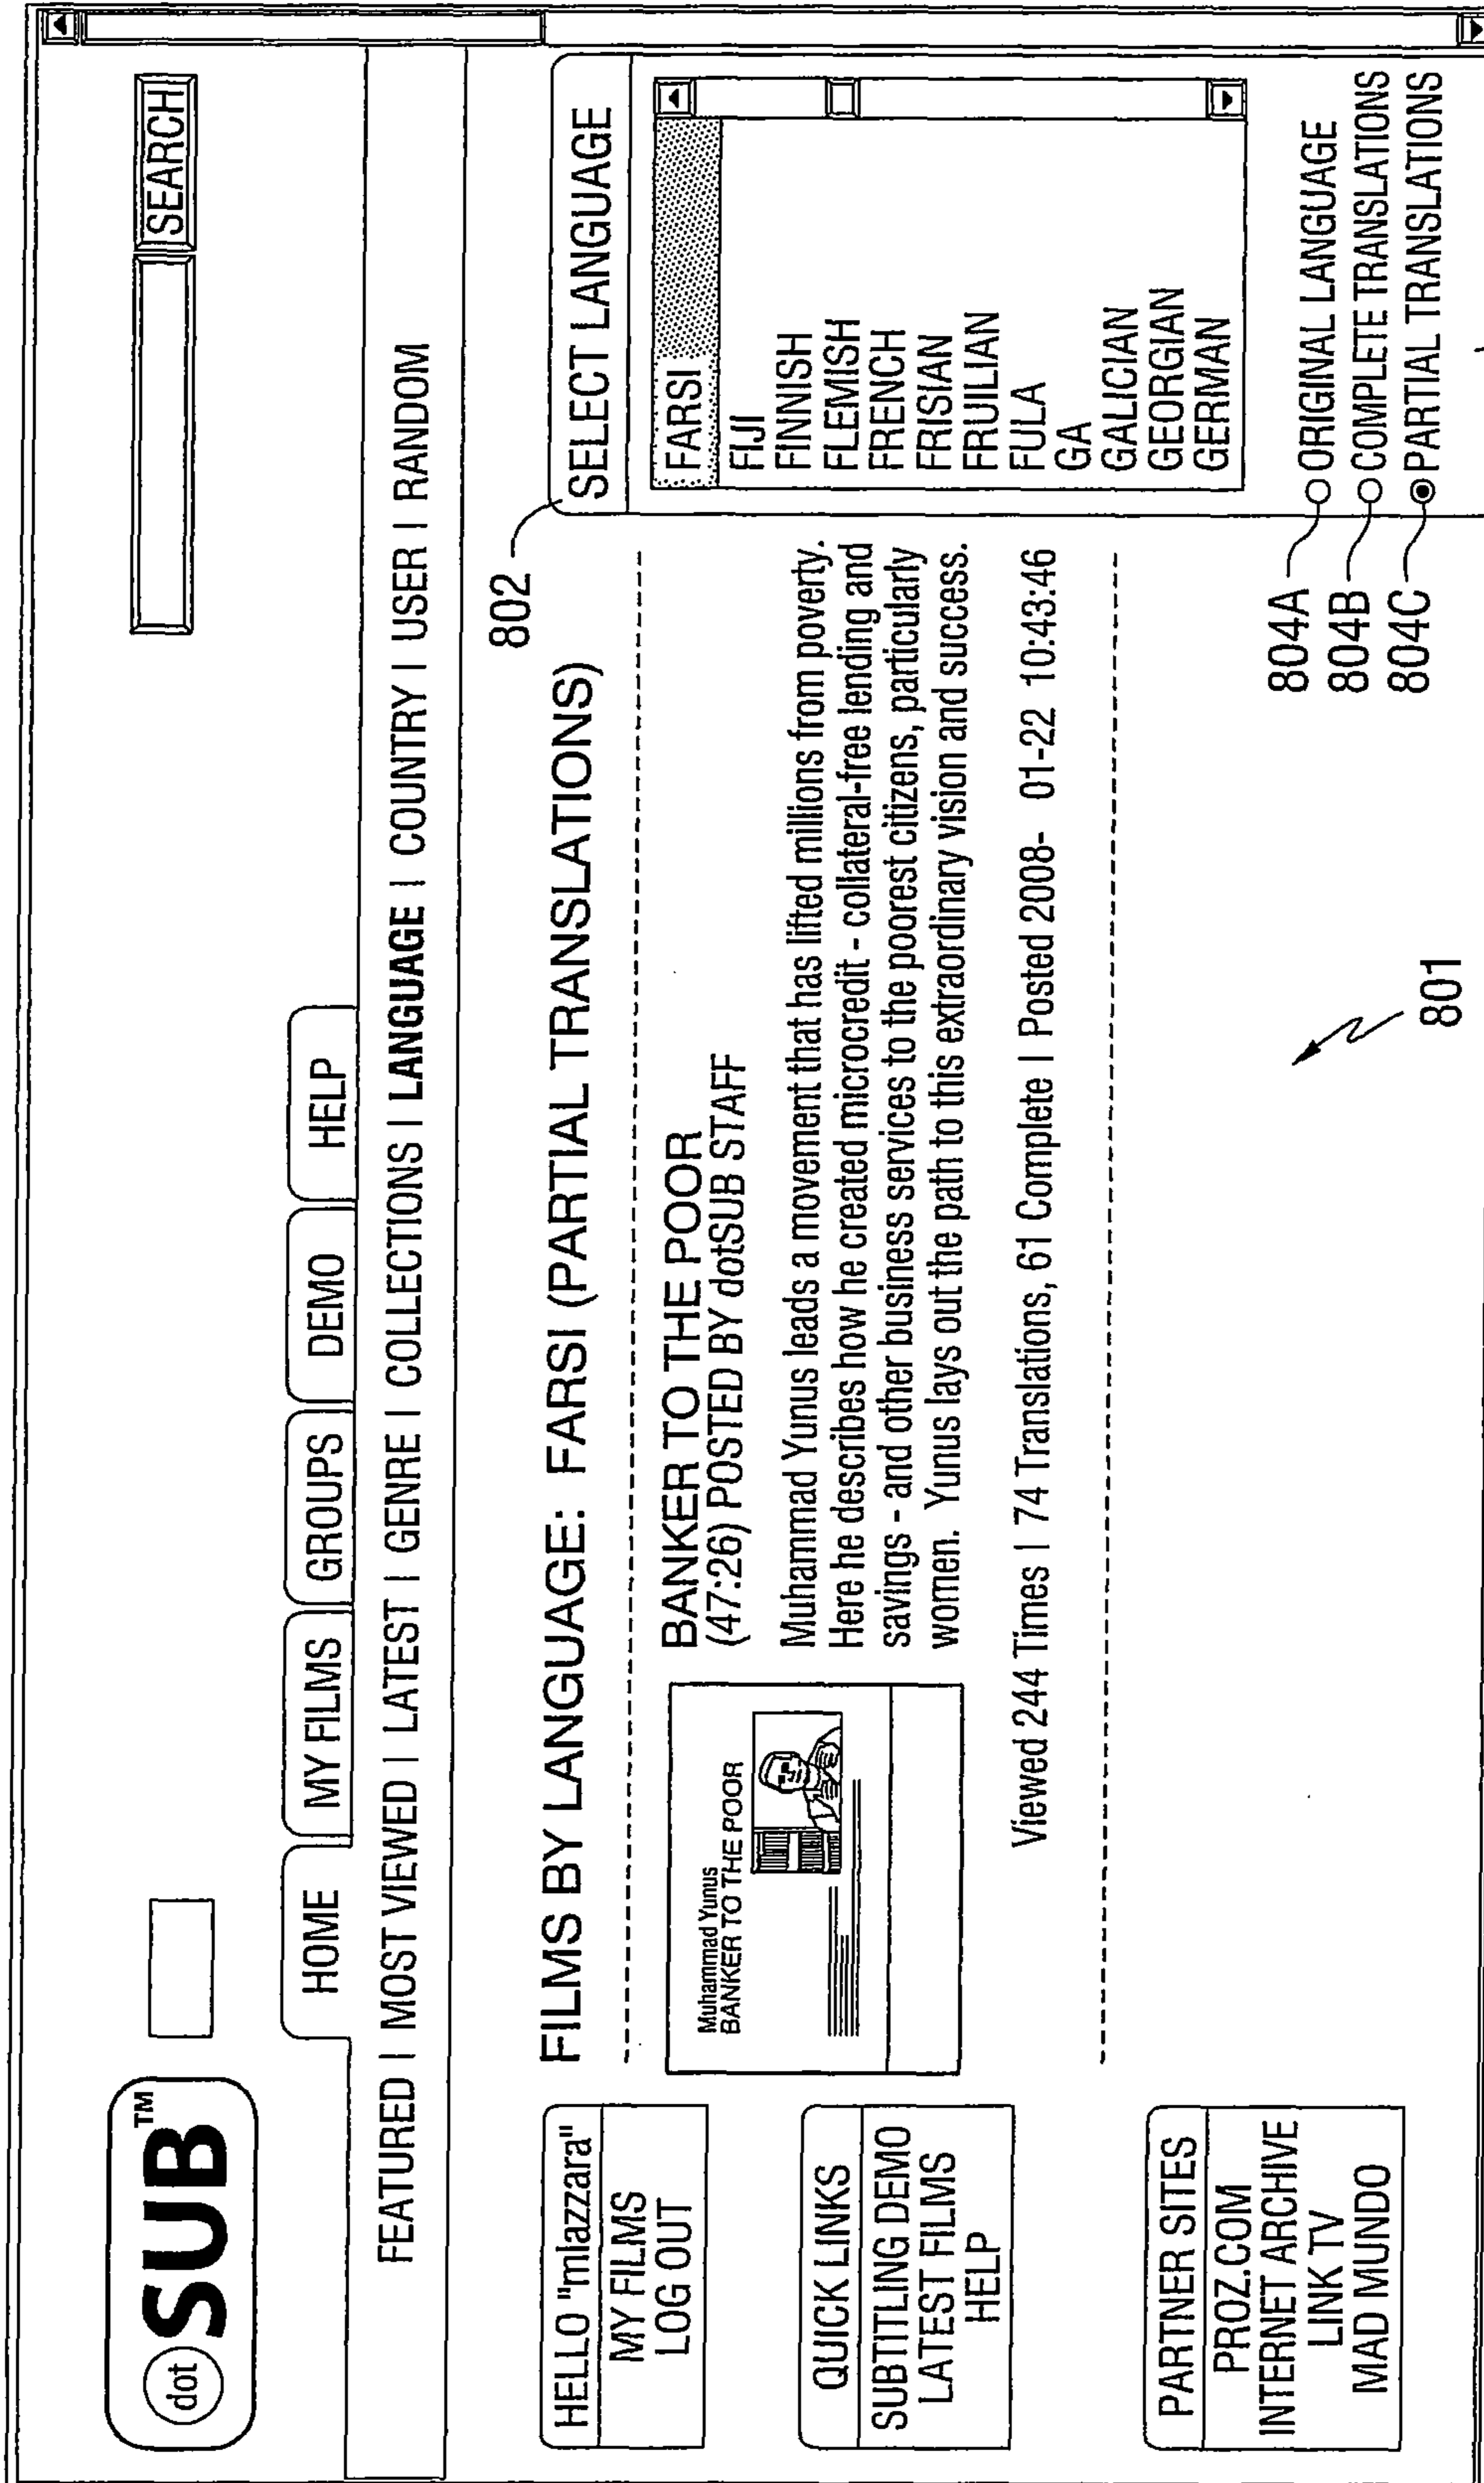 dot SUB™
SEARCH
HOME
MY FILMS
GROUPS
DEMO
HELP
FEATURED | MOST VIEWED | LATEST | GENRE | COLLECTIONS | LANGUAGE | COUNTRY | USER | RANDOM
HELLO "mlazzara"
MY FILMS
LOG OUT
QUICK LINKS
SUBTITLING DEMO
LATEST FILMS
HELP
PARTNER SITES
PROZ.COM
INTERNET ARCHIVE
LINK TV
MAD MUNDO
FILMS BY LANGUAGE: FARSI (PARTIAL TRANSLATIONS)
Muhammad Yunus
BANKER TO THE POOR
BANKER TO THE POOR
(47:26) POSTED BY dotSUB STAFF
Muhammad Yunus leads a movement that has lifted millions from poverty.
Here he describes how he created microcredit - collateral-free lending and
savings - and other business services to the poorest citizens, particularly
women. Yunus lays out the path to this extraordinary vision and success.
Viewed 244 Times | 74 Translations, 61 Complete | Posted 2008- 01-22 10:43:46
801
802
SELECT LANGUAGE
FARSI
FIJI
FINNISH
FLEMISH
FRENCH
FRISIAN
FRUILIAN
FULA
GA
GALICIAN
GEORGIAN
GERMAN
804A ORIGINAL LANGUAGE
804B COMPLETE TRANSLATIONS
804C PARTIAL TRANSLATIONS